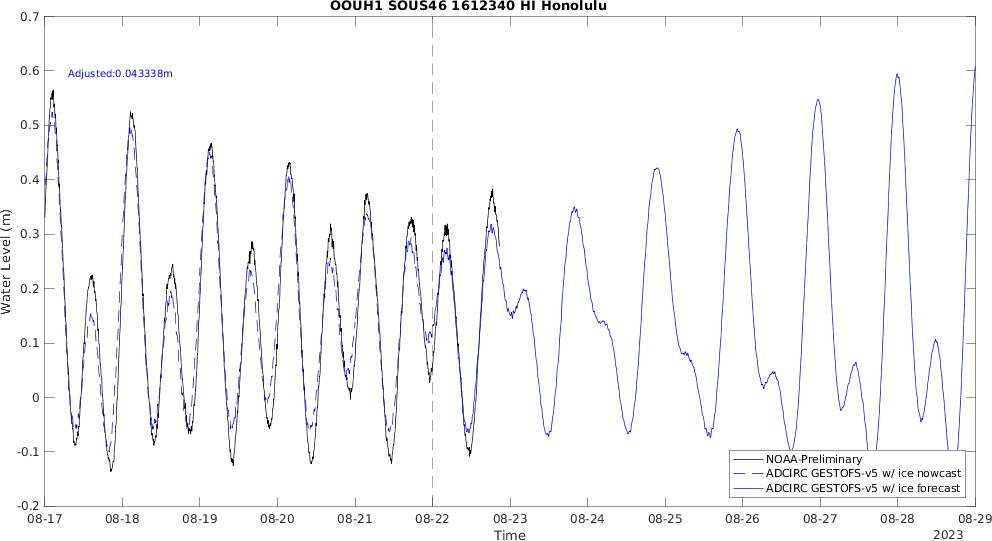 OOUH1 SOUS46 1612340 HI Honolulu
0.7
0.6
0.5
0.4
0.3
0.2
0.1
0
-0.1
-0.2
Water Level (m)
Adjusted:0.043338m
NOAA-Preliminary
ADCIRC GESTOFS-v5 w/ ice nowcast
ADCIRC GESTOFS-v5 w/ ice forecast
08-17 08-18 08-19 08-20 08-21 08-22 08-23 08-24 08-25 08-26 08-27 08-28 08-29
Time
2023